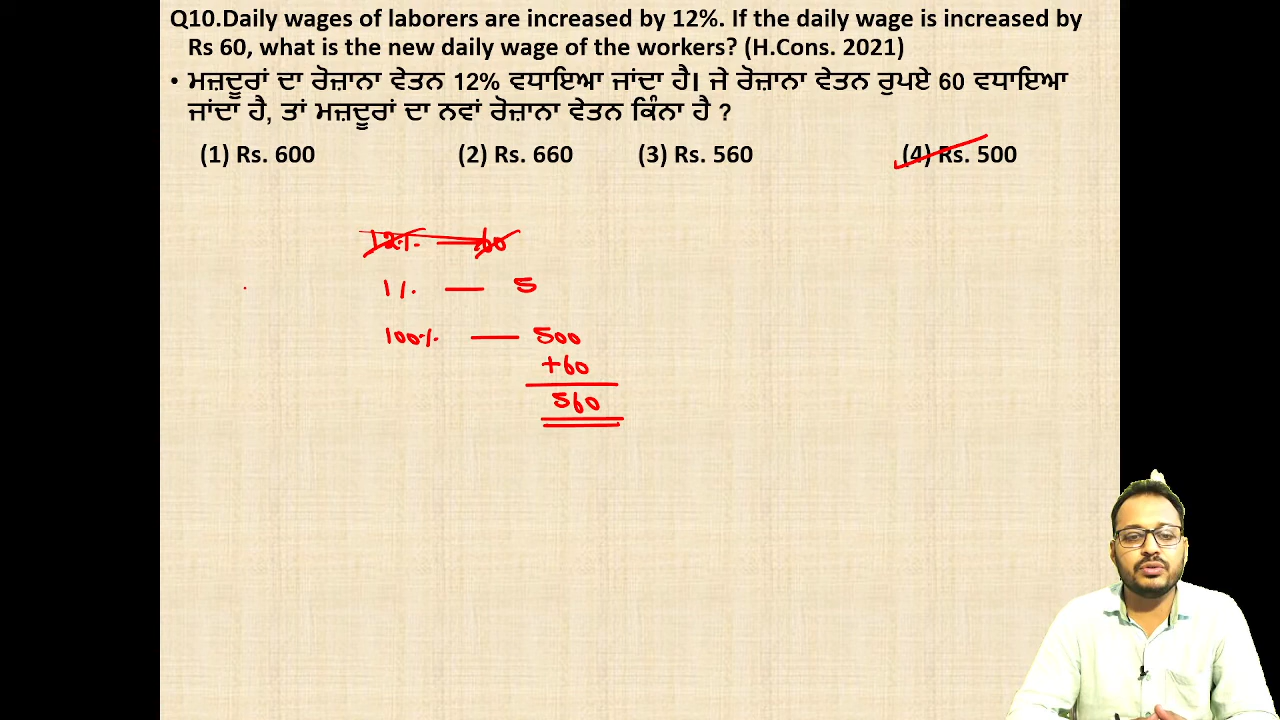 Q10.Daily wages of laborers are increased by 12%. If the daily wage is increased by
Rs 60, what is the new daily wage of the workers? (H.Cons. 2021)
• ਮਜ਼ਦੂਰਾਂ ਦਾ ਰੋਜ਼ਾਨਾ ਵੇਤਨ 12% ਵਧਾਇਆ ਜਾਂਦਾ ਹੈ। ਜੇ ਰੋਜ਼ਾਨਾ ਵੇਤਨ ਰੁਪਏ 60 ਵਧਾਇਆ
ਜਾਂਦਾ ਹੈ, ਤਾਂ ਮਜ਼ਦੂਰਾਂ ਦਾ ਨਵਾਂ ਰੋਜ਼ਾਨਾ ਵੇਤਨ ਕਿੰਨਾ ਹੈ ?
(1) Rs. 600 (2) Rs. 660 (3) Rs. 560 (4) Rs. 500
12% — 60
1% — 5
100% — 500
+60
560